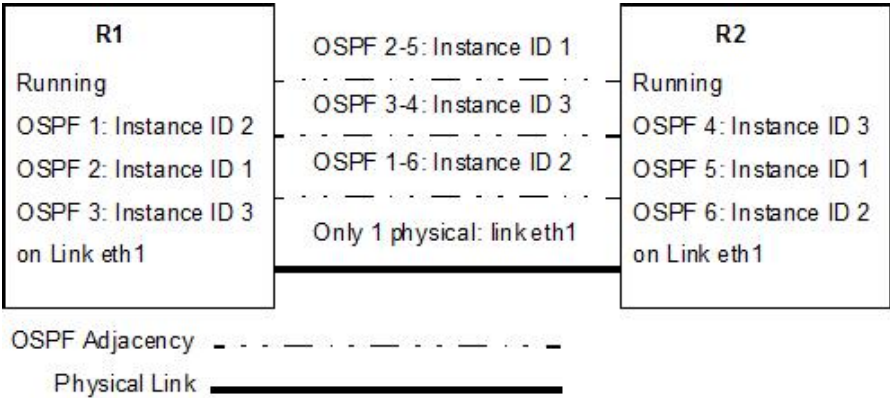 R1
Running
OSPF 1: Instance ID 2
OSPF 2: Instance ID 1
OSPF 3: Instance ID 3
on Link eth1
OSPF 2-5: Instance ID 1
OSPF 3-4: Instance ID 3
OSPF 1-6: Instance ID 2
Only 1 physical: link eth1
R2
Running
OSPF 4: Instance ID 3
OSPF 5: Instance ID 1
OSPF 6: Instance ID 2
on Link eth1
OSPF Adjacency
Physical Link